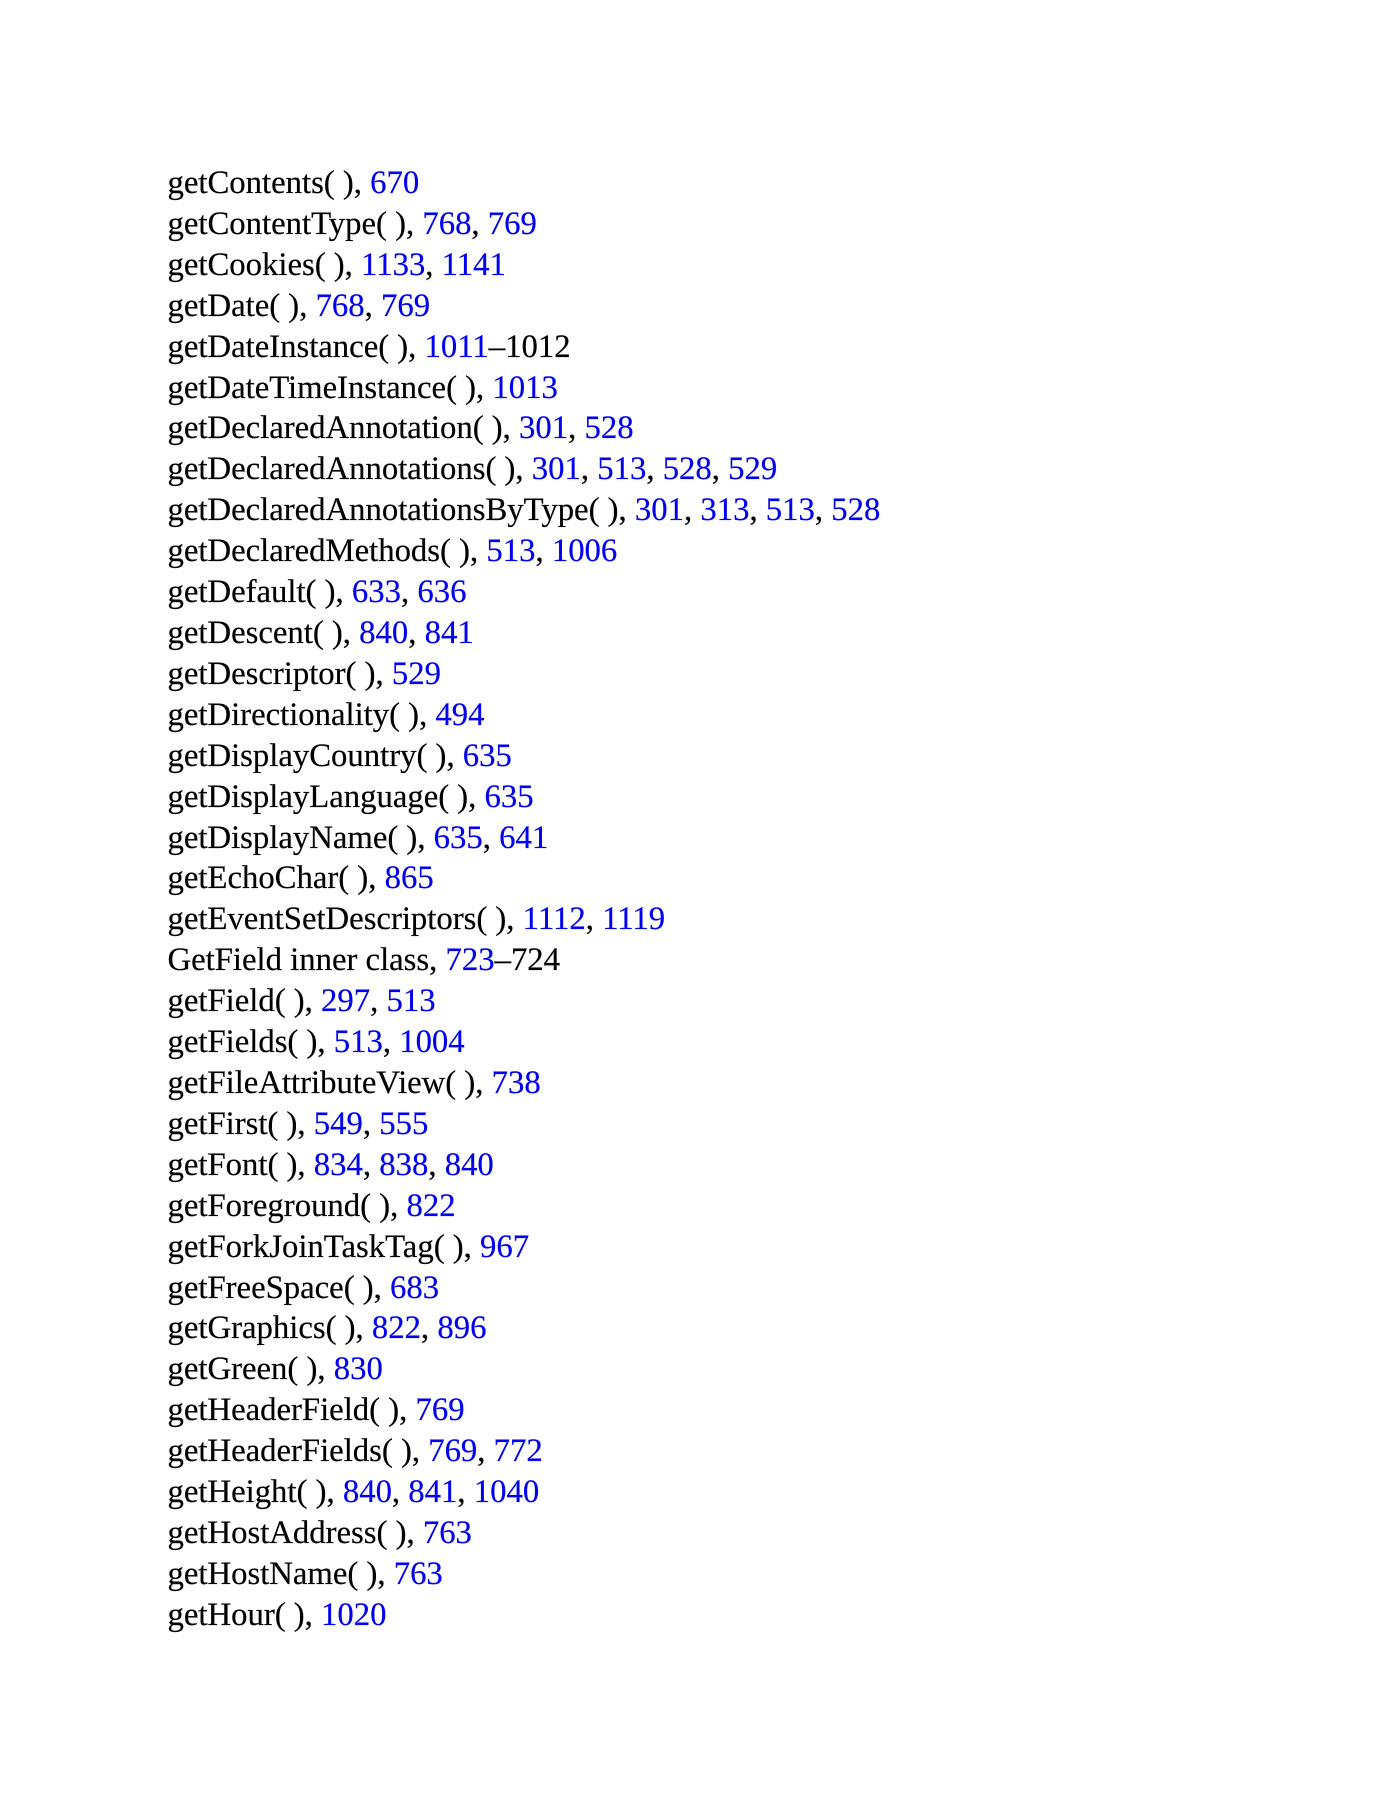 getContents( ), 670
getContentType( ), 768, 769
getCookies( ), 1133, 1141
getDate( ), 768, 769
getDateInstance( ), 1011–1012
getDateTimeInstance( ), 1013
getDeclaredAnnotation( ), 301, 528
getDeclaredAnnotations( ), 301, 513, 528, 529
getDeclaredAnnotationsByType( ), 301, 313, 513, 528
getDeclaredMethods( ), 513, 1006
getDefault( ), 633, 636
getDescent( ), 840, 841
getDescriptor( ), 529
getDirectionality( ), 494
getDisplayCountry( ), 635
getDisplayLanguage( ), 635
getDisplayName( ), 635, 641
getEchoChar( ), 865
getEventSetDescriptors( ), 1112, 1119
GetField inner class, 723–724
getField( ), 297, 513
getFields( ), 513, 1004
getFileAttributeView( ), 738
getFirst( ), 549, 555
getFont( ), 834, 838, 840
getForeground( ), 822
getForkJoinTaskTag( ), 967
getFreeSpace( ), 683
getGraphics( ), 822, 896
getGreen( ), 830
getHeaderField( ), 769
getHeaderFields( ), 769, 772
getHeight( ), 840, 841, 1040
getHostAddress( ), 763
getHostName( ), 763
getHour( ), 1020